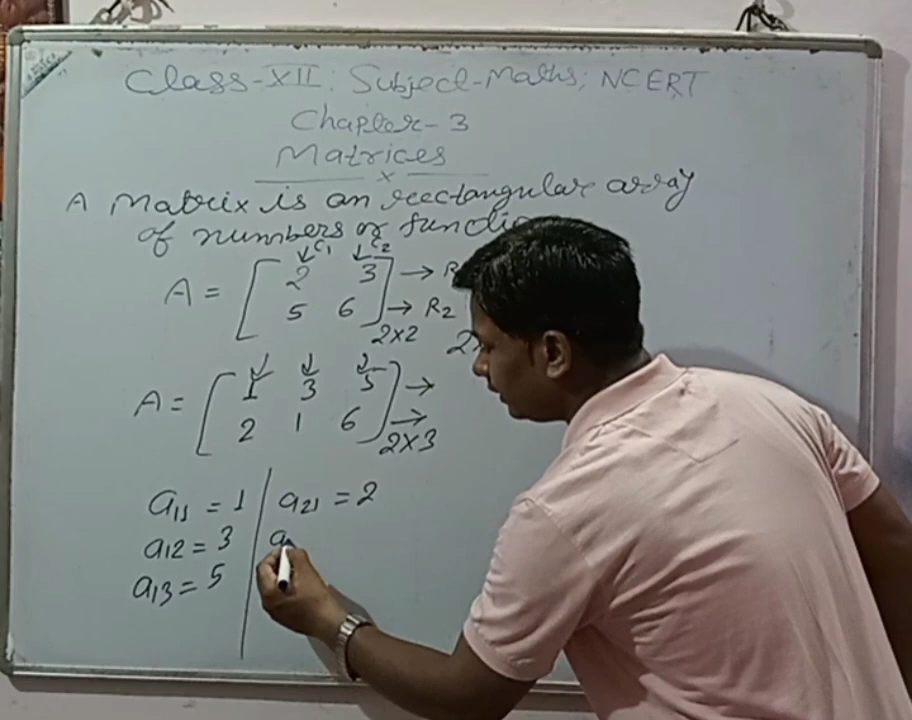 Class-XII: Subject-Maths; NCERT
Chapter-3
Matrices
x
A Matrix is an rectangular array
of numbers or
↓C1 ↓C2
A = [ 2 3 ] → R
5 6 → R2
2×2
↓ ↓ ↓
A = [ 1 3 5 ] →
2 1 6 →
2×3
a11 = 1 | a21 = 2
a12 = 3 | a
a13 = 5